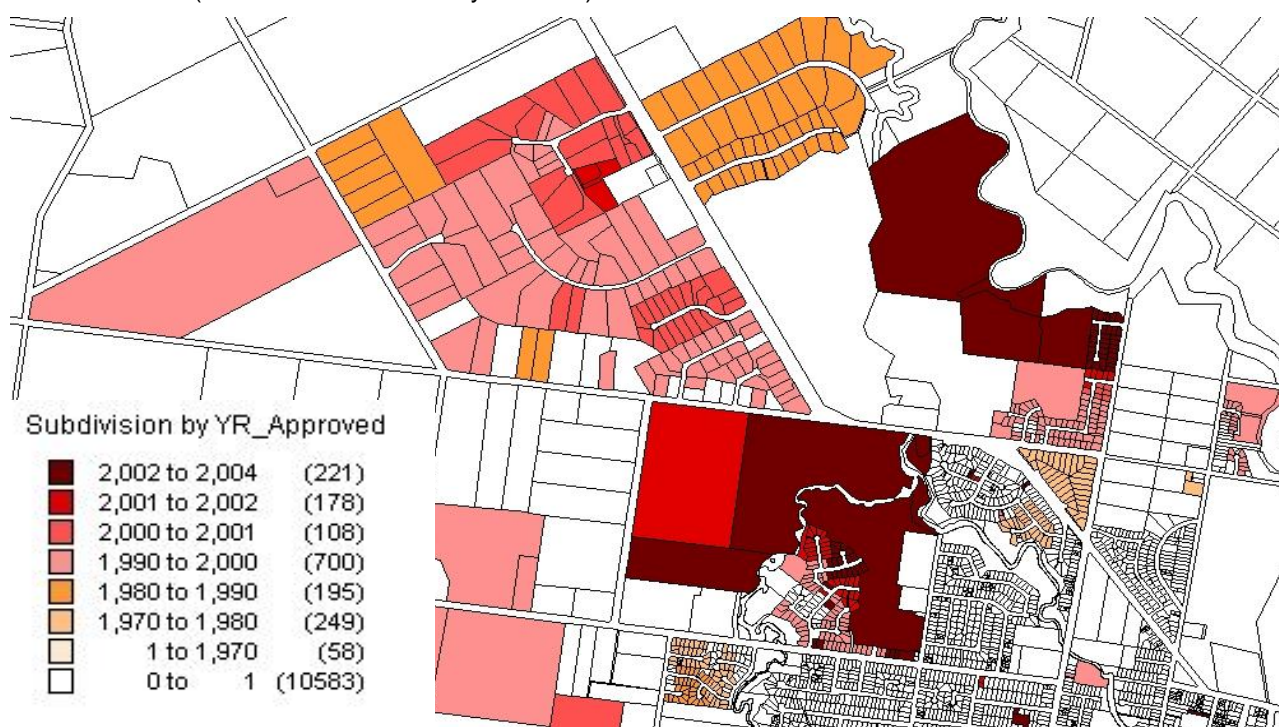 Subdivision by YR_Approved
2,002 to 2,004 (221)
2,001 to 2,002 (178)
2,000 to 2,001 (108)
1,990 to 2,000 (700)
1,980 to 1,990 (195)
1,970 to 1,980 (249)
1 to 1,970 (58)
0 to 1 (10583)